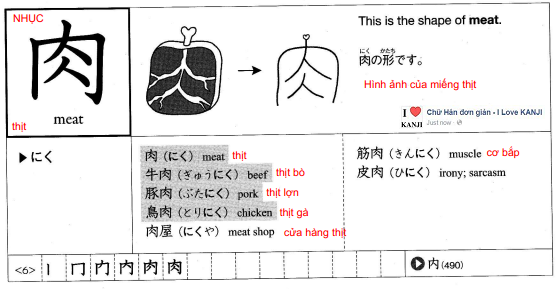 NHỤC
肉
thịt
meat
This is the shape of meat.
にく かたち
肉の形です。
Hình ảnh của miếng thịt
I ❤ KANJI
Chữ Hán đơn giản - I Love KANJI
Just now
▶にく
肉（にく） meat thịt
牛肉（ぎゅうにく） beef thịt bò
豚肉（ぶたにく） pork thịt lợn
鳥肉（とりにく） chicken thịt gà
肉屋（にくや） meat shop cửa hàng thịt
筋肉（きんにく） muscle cơ bắp
皮肉（ひにく） irony; sarcasm
<6> 丨 冂 内 内 肉 肉
▶内(490)